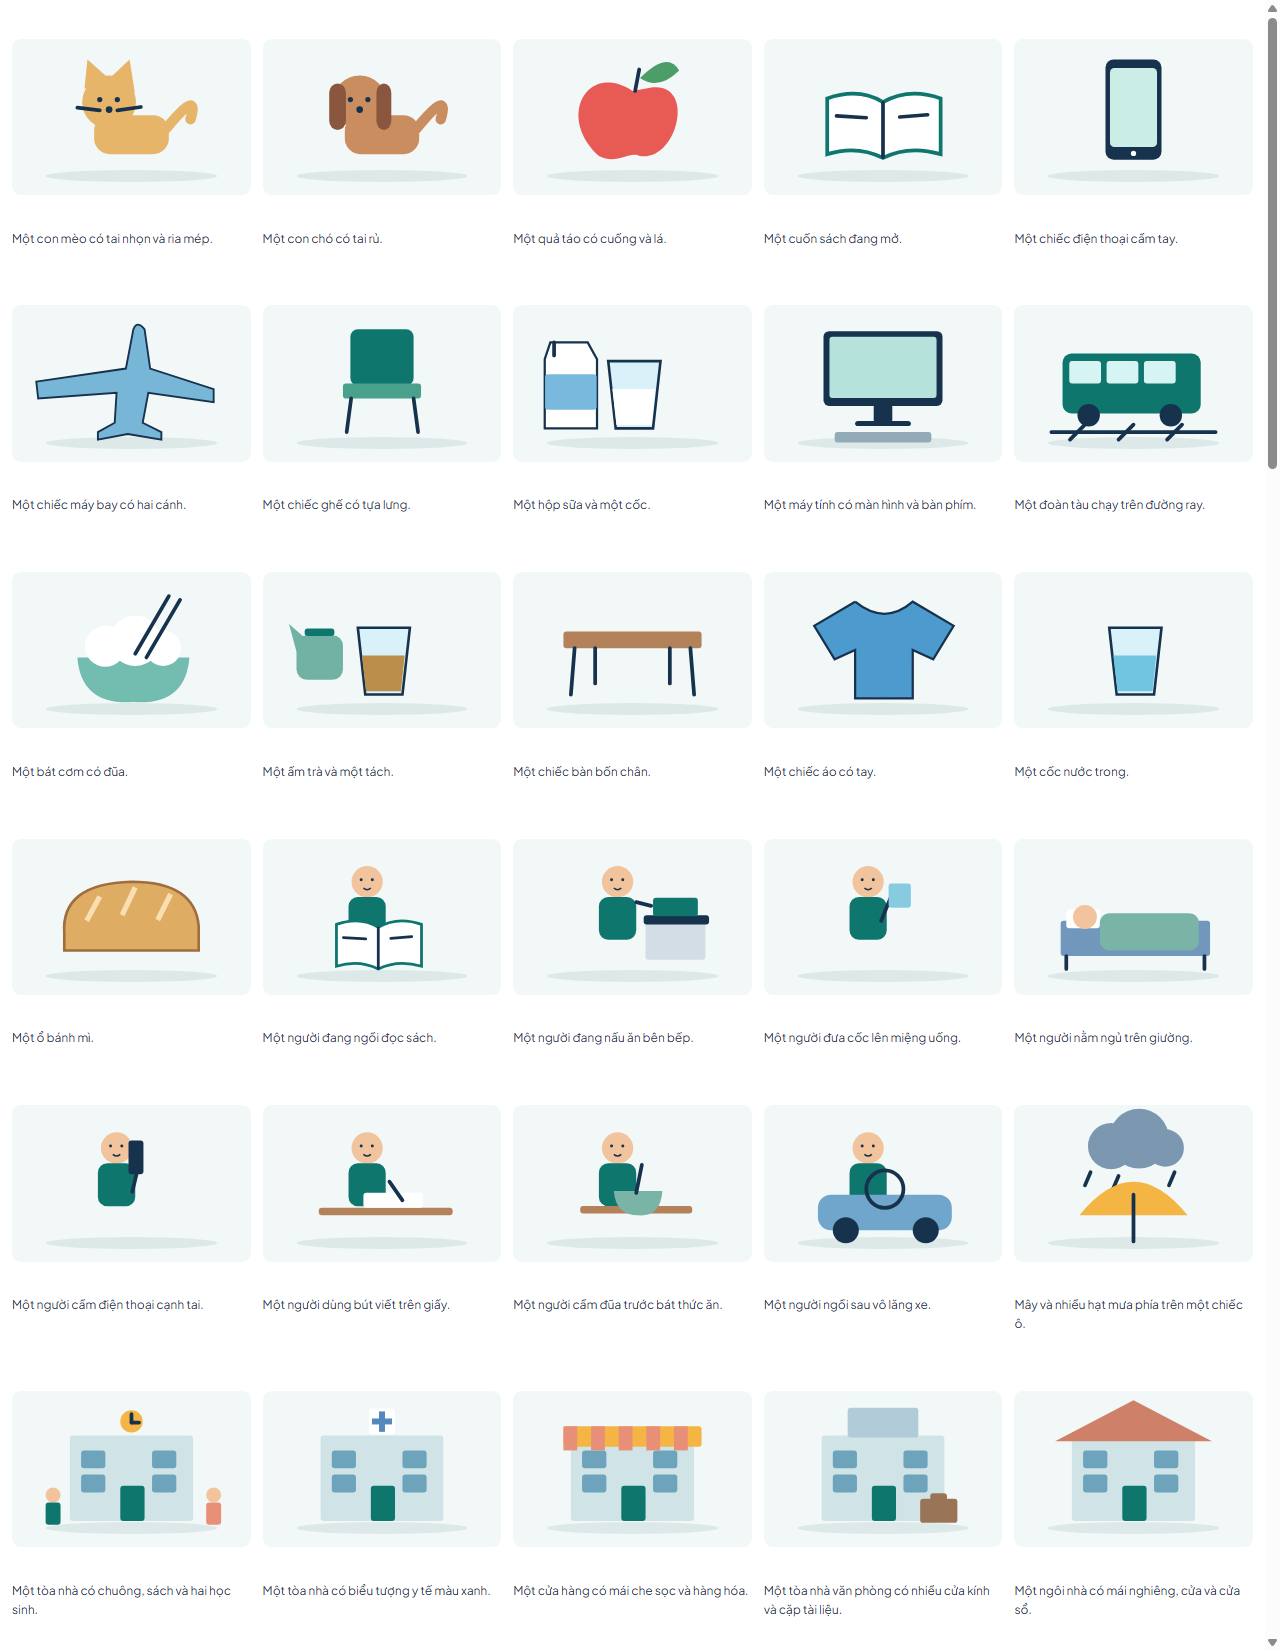 Một con mèo có tai nhọn và ria mép.
Một con chó có tai rủ.
Một quả táo có cuống và lá.
Một cuốn sách đang mở.
Một chiếc điện thoại cầm tay.
Một chiếc máy bay có hai cánh.
Một chiếc ghế có tựa lưng.
Một hộp sữa và một cốc.
Một máy tính có màn hình và bàn phím.
Một đoàn tàu chạy trên đường ray.
Một bát cơm có đũa.
Một ấm trà và một tách.
Một chiếc bàn bốn chân.
Một chiếc áo có tay.
Một cốc nước trong.
Một ổ bánh mì.
Một người đang ngồi đọc sách.
Một người đang nấu ăn bên bếp.
Một người đưa cốc lên miệng uống.
Một người nằm ngủ trên giường.
Một người cầm điện thoại cạnh tai.
Một người dùng bút viết trên giấy.
Một người cầm đũa trước bát thức ăn.
Một người ngồi sau vô lăng xe.
Mây và nhiều hạt mưa phía trên một chiếc
ô.
Một tòa nhà có chuông, sách và hai học
sinh.
Một tòa nhà có biểu tượng y tế màu xanh.
Một cửa hàng có mái che sọc và hàng hóa.
Một tòa nhà văn phòng có nhiều cửa kính
và cặp tài liệu.
Một ngôi nhà có mái nghiêng, cửa và cửa
sổ.